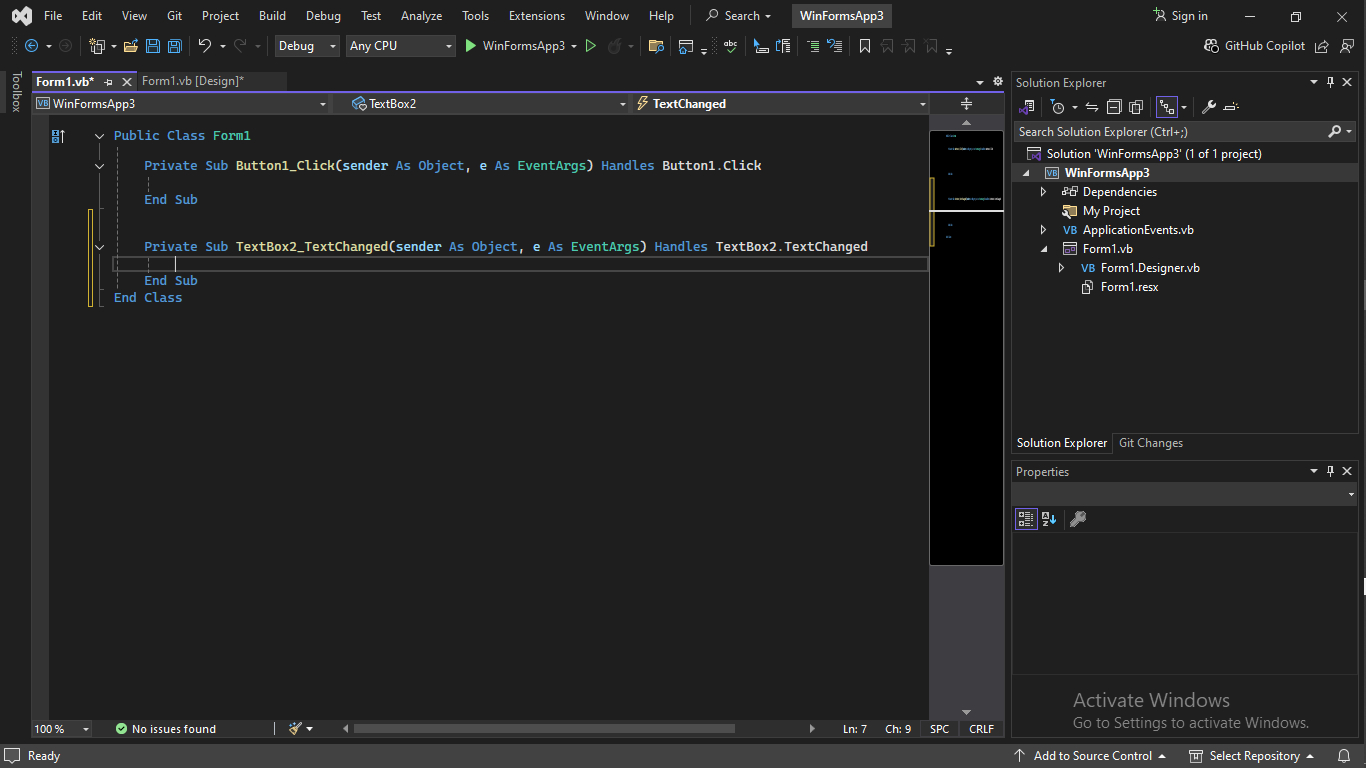 File Edit View Git Project Build Debug Test Analyze Tools Extensions Window Help Search WinFormsApp3 Sign in
Debug Any CPU WinFormsApp3 GitHub Copilot
Toolbox
Form1.vb* Form1.vb [Design]*
WinFormsApp3 TextBox2 TextChanged
Public Class Form1
Private Sub Button1_Click(sender As Object, e As EventArgs) Handles Button1.Click
End Sub
Private Sub TextBox2_TextChanged(sender As Object, e As EventArgs) Handles TextBox2.TextChanged
End Sub
End Class
100 % No issues found Ln: 7 Ch: 9 SPC CRLF
Solution Explorer
Search Solution Explorer (Ctrl+;)
Solution 'WinFormsApp3' (1 of 1 project)
VB WinFormsApp3
Dependencies
My Project
VB ApplicationEvents.vb
Form1.vb
VB Form1.Designer.vb
Form1.resx
Solution Explorer Git Changes
Properties
Activate Windows
Go to Settings to activate Windows.
Ready Add to Source Control Select Repository